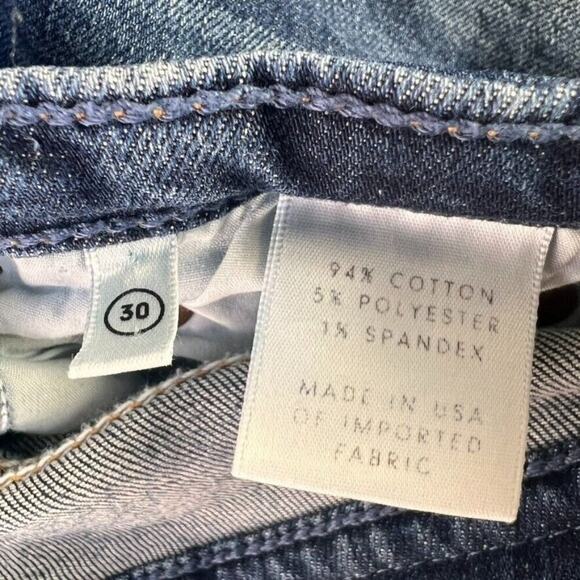 30
94% COTTON
5% POLYESTER
1% SPANDEX
MADE IN USA
OF IMPORTED
FABRIC